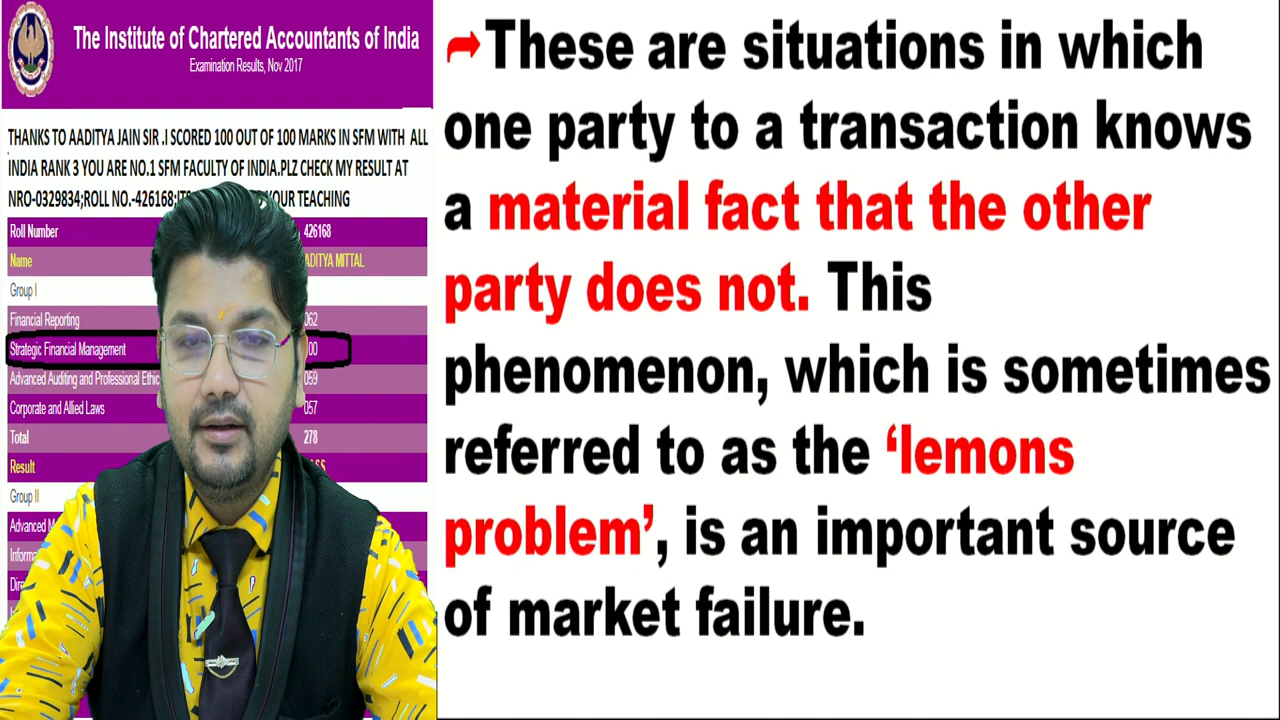 The Institute of Chartered Accountants of India
Examination Results, Nov 2017
THANKS TO AADITYA JAIN SIR .I SCORED 100 OUT OF 100 MARKS IN SFM WITH ALL
INDIA RANK 3 YOU ARE NO.1 SFM FACULTY OF INDIA.PLZ CHECK MY RESULT AT
NRO-0329834;ROLL NO.-426168; YOUR TEACHING
Roll Number 426168
Name ADITYA MITTAL
Group I
Financial Reporting 062
Strategic Financial Management 00
Advanced Auditing and Professional Ethic 059
Corporate and Allied Laws 057
Total 278
Result
Group II
Advanced
➦These are situations in which
one party to a transaction knows
a material fact that the other
party does not. This
phenomenon, which is sometimes
referred to as the ‘lemons
problem’, is an important source
of market failure.